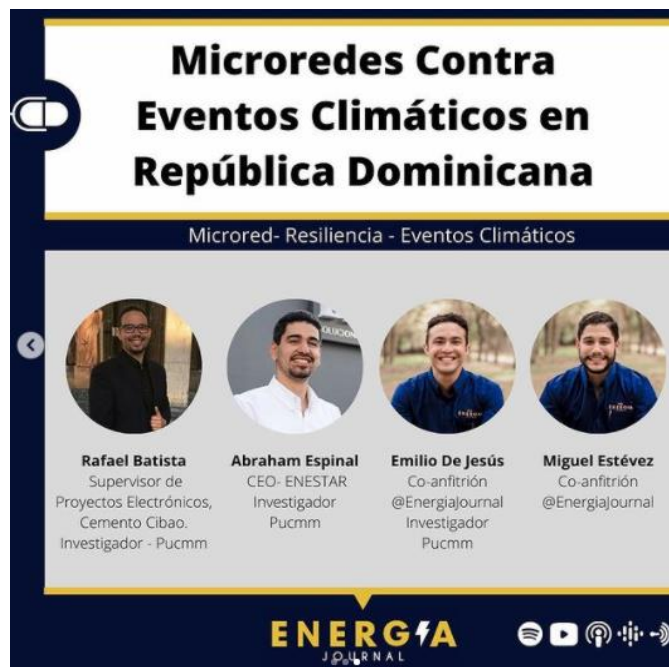 Microredes Contra
Eventos Climáticos en
República Dominicana
Microred- Resiliencia - Eventos Climáticos
Rafael Batista
Supervisor de
Proyectos Electrónicos,
Cemento Cibao.
Investigador - Pucmm
Abraham Espinal
CEO- ENESTAR
Investigador
Pucmm
Emilio De Jesús
Co-anfitrión
@EnergiaJournal
Investigador
Pucmm
Miguel Estévez
Co-anfitrión
@EnergiaJournal
ENERGIA
JOURNAL